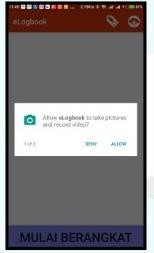 eLogbook
Allow eLogbook to take pictures
and record video?
1 of 3
DENY
ALLOW
MULAI BERANGKAT